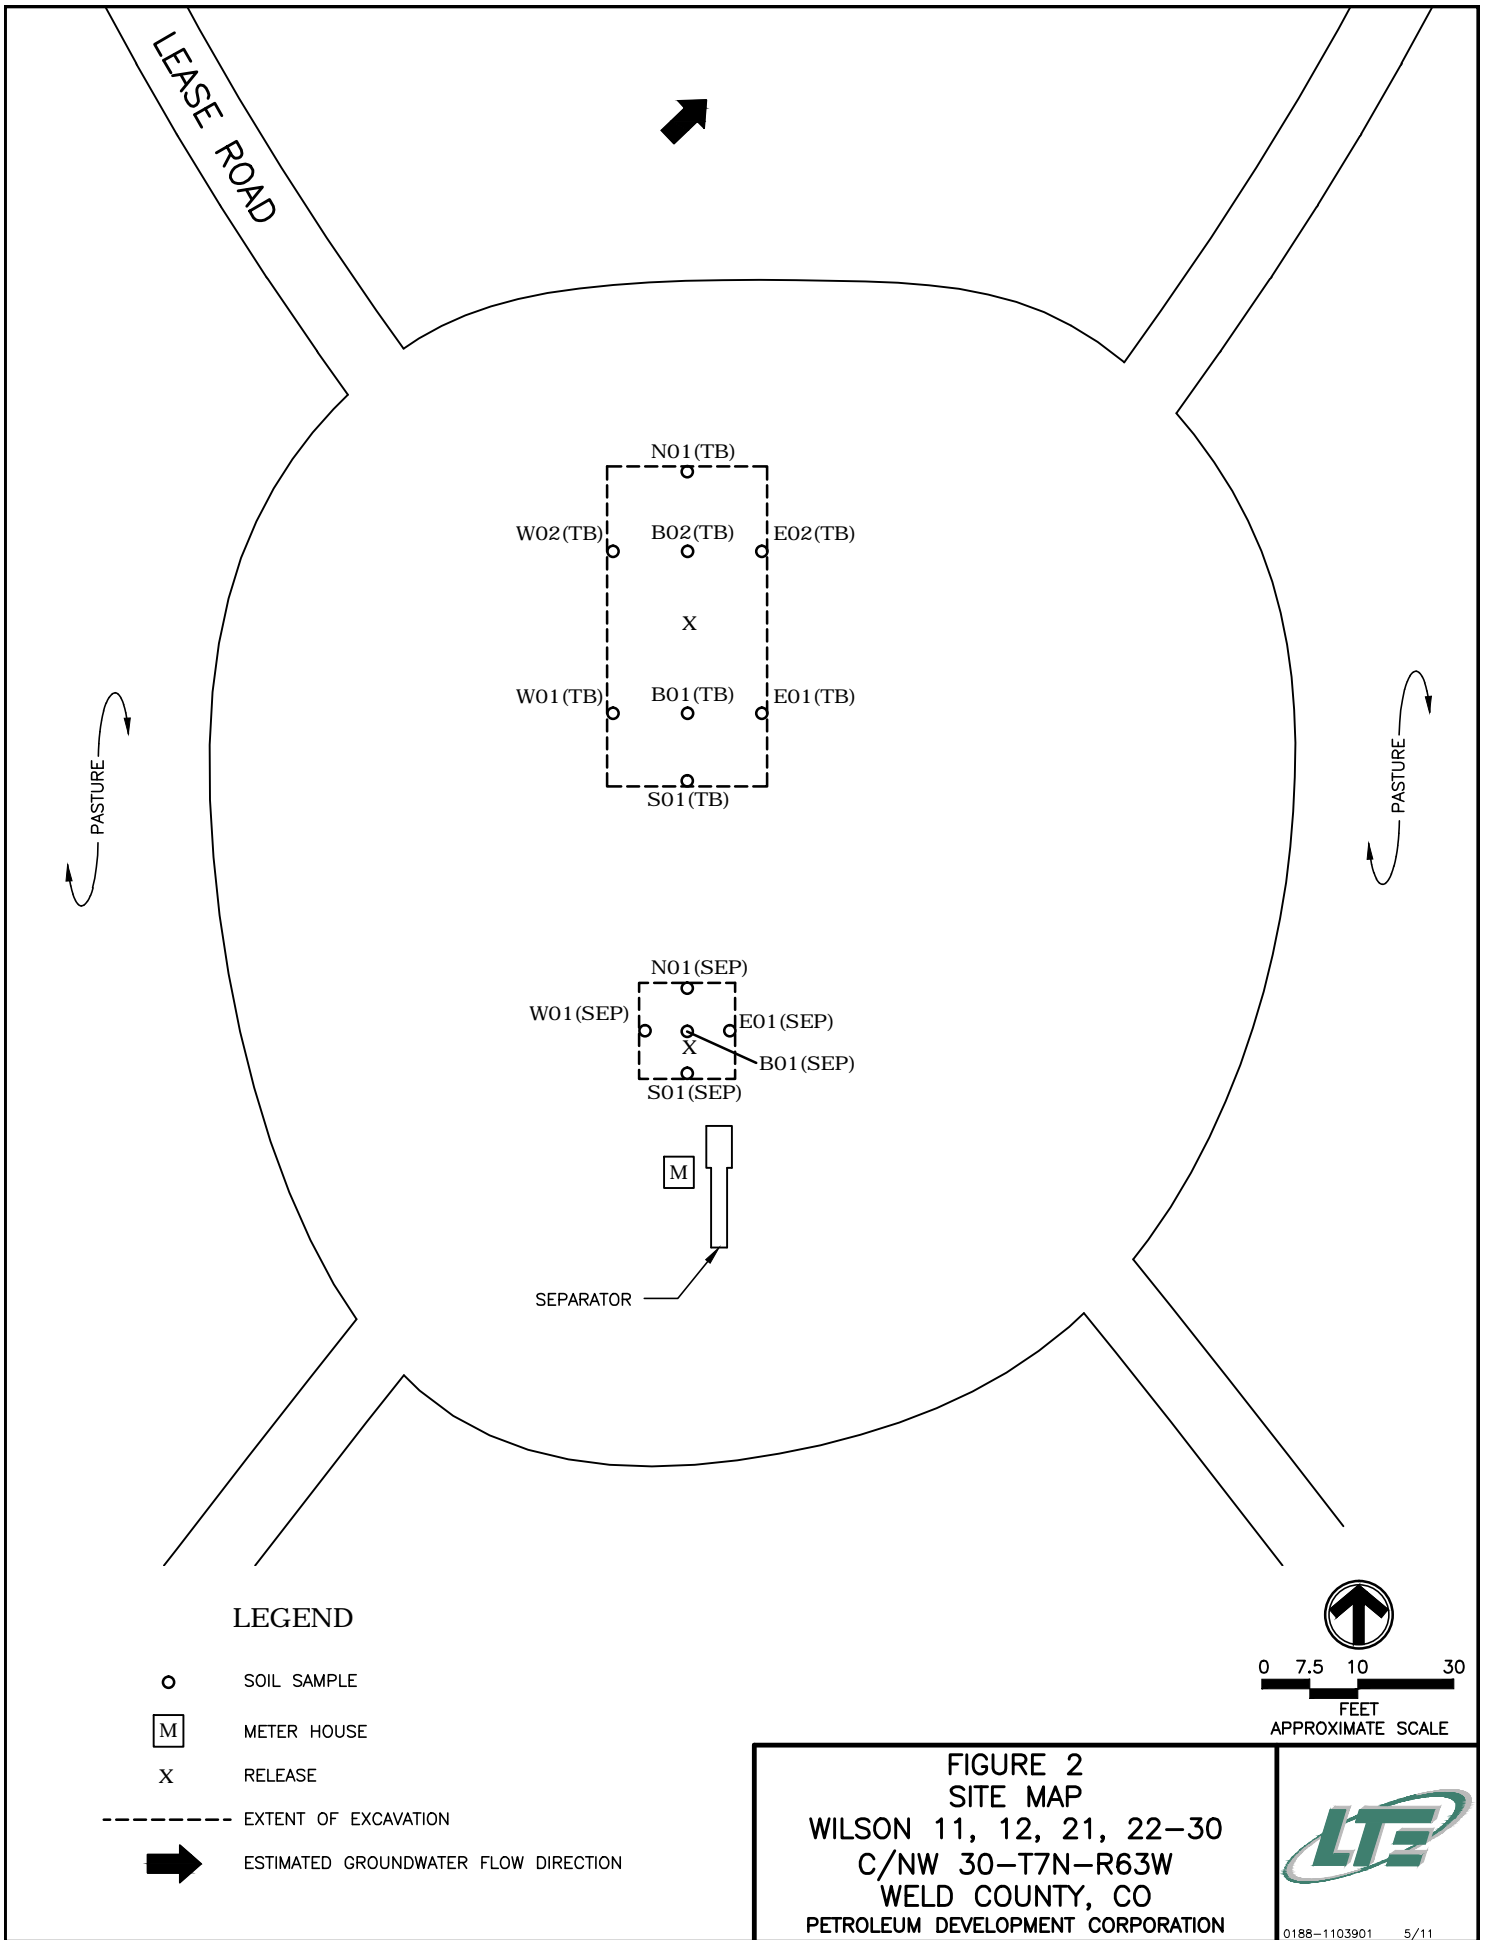 LEASE ROAD
N01(TB)
W02(TB)
B02(TB)
E02(TB)
X
W01(TB)
B01(TB)
E01(TB)
S01(TB)
PASTURE
PASTURE
N01(SEP)
W01(SEP)
E01(SEP)
X
B01(SEP)
S01(SEP)
M
SEPARATOR
LEGEND
SOIL SAMPLE
M METER HOUSE
X RELEASE
EXTENT OF EXCAVATION
ESTIMATED GROUNDWATER FLOW DIRECTION
0 7.5 10 30
FEET
APPROXIMATE SCALE
FIGURE 2
SITE MAP
WILSON 11, 12, 21, 22-30
C/NW 30-T7N-R63W
WELD COUNTY, CO
PETROLEUM DEVELOPMENT CORPORATION
LTE
0188-1103901 5/11